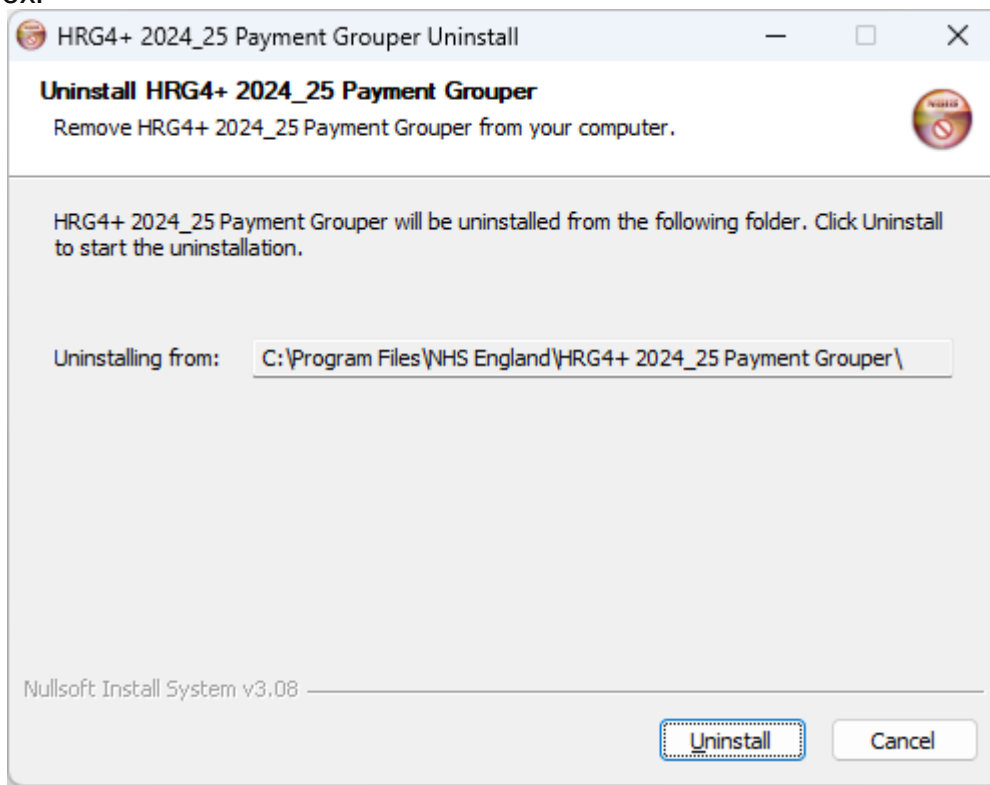 HRG4+ 2024_25 Payment Grouper Uninstall
Uninstall HRG4+ 2024_25 Payment Grouper
Remove HRG4+ 2024_25 Payment Grouper from your computer.
HRG4+ 2024_25 Payment Grouper will be uninstalled from the following folder. Click Uninstall
to start the uninstallation.
Uninstalling from: C:\Program Files\NHS England\HRG4+ 2024_25 Payment Grouper\
Nullsoft Install System v3.08
Uninstall Cancel